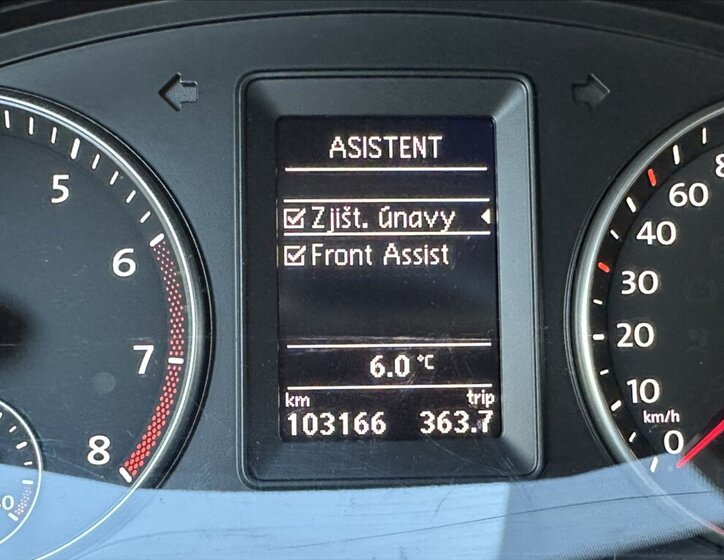 ASISTENT
Zjišt. únavy
Front Assist
6.0 °C
km trip
103166 363.7
5
6
7
8
60
40
30
20
10
km/h
0